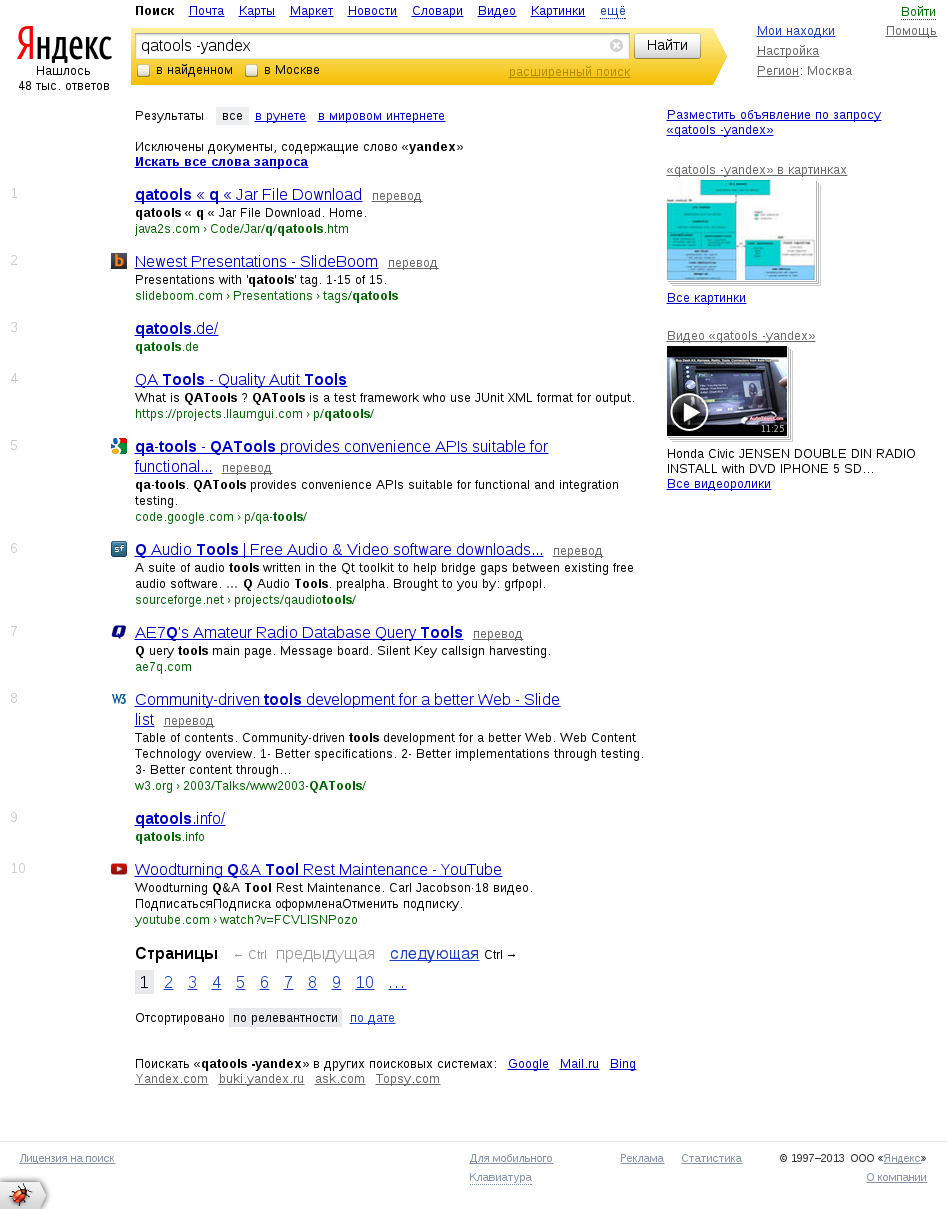 Поиск Почта Карты Маркет Новости Словари Видео Картинки ещё
Войти
Яндекс
Нашлось
48 тыс. ответов
qatools -yandex
Найти
в найденном в Москве расширенный поиск
Мои находки
Помощь
Настройка
Регион: Москва
Результаты все в рунете в мировом интернете
Исключены документы, содержащие слово «yandex»
Искать все слова запроса
1 qatools « q « Jar File Download перевод
qatools « q « Jar File Download. Home.
java2s.com › Code/Jar/q/qatools.htm
2 Newest Presentations - SlideBoom перевод
Presentations with 'qatools' tag. 1-15 of 15.
slideboom.com › Presentations › tags/qatools
3 qatools.de/
qatools.de
4 QA Tools - Quality Autit Tools
What is QATools ? QATools is a test framework who use JUnit XML format for output.
https://projects.llaumgui.com › p/qatools/
5 qa-tools - QATools provides convenience APIs suitable for
functional... перевод
qa-tools. QATools provides convenience APIs suitable for functional and integration
testing.
code.google.com › p/qa-tools/
6 Q Audio Tools | Free Audio & Video software downloads... перевод
A suite of audio tools written in the Qt toolkit to help bridge gaps between existing free
audio software. ... Q Audio Tools. prealpha. Brought to you by: grfpopl.
sourceforge.net › projects/qaudiotools/
7 AE7Q's Amateur Radio Database Query Tools перевод
Q uery tools main page. Message board. Silent Key callsign harvesting.
ae7q.com
8 Community-driven tools development for a better Web - Slide
list перевод
Table of contents. Community-driven tools development for a better Web. Web Content
Technology overview. 1- Better specifications. 2- Better implementations through testing.
3- Better content through...
w3.org › 2003/Talks/www2003-QATools/
9 qatools.info/
qatools.info
10 Woodturning Q&A Tool Rest Maintenance - YouTube
Woodturning Q&A Tool Rest Maintenance. Carl Jacobson·18 видео.
ПодписатьсяПодписка оформленаОтменить подписку.
youtube.com › watch?v=FCVLISNPozo
Разместить объявление по запросу
«qatools -yandex»
«qatools -yandex» в картинках
Все картинки
Видео «qatools -yandex»
11:25
Honda Civic JENSEN DOUBLE DIN RADIO
INSTALL with DVD IPHONE 5 SD...
Все видеоролики
Страницы ← Ctrl предыдущая следующая Ctrl →
1 2 3 4 5 6 7 8 9 10 ...
Отсортировано по релевантности по дате
Поискать «qatools -yandex» в других поисковых системах: Google Mail.ru Bing
Yandex.com buki.yandex.ru ask.com Topsy.com
Лицензия на поиск
Для мобильного
Клавиатура
Реклама Статистика
© 1997–2013 ООО «Яндекс»
О компании